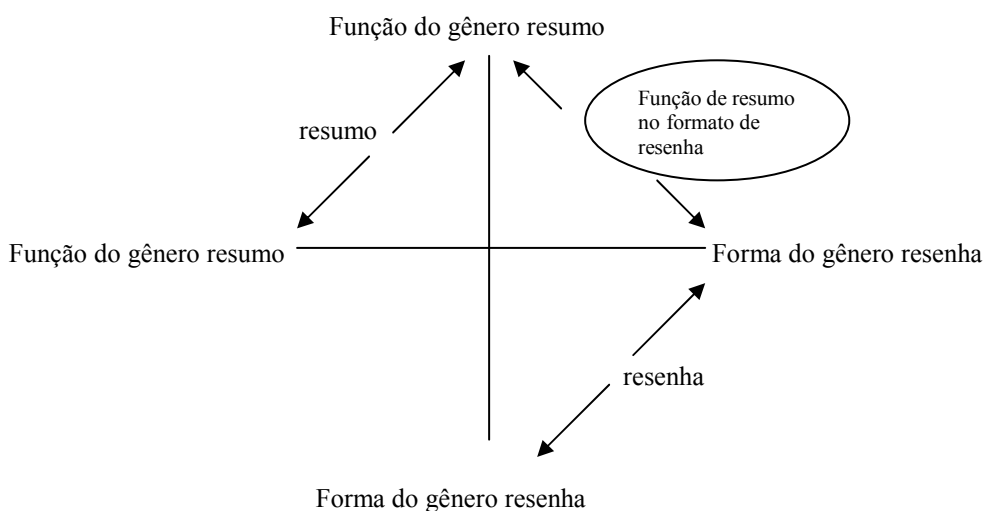 Função do gênero resumo
Função de resumo
no formato de
resenha
resumo
Função do gênero resumo
Forma do gênero resenha
resenha
Forma do gênero resenha